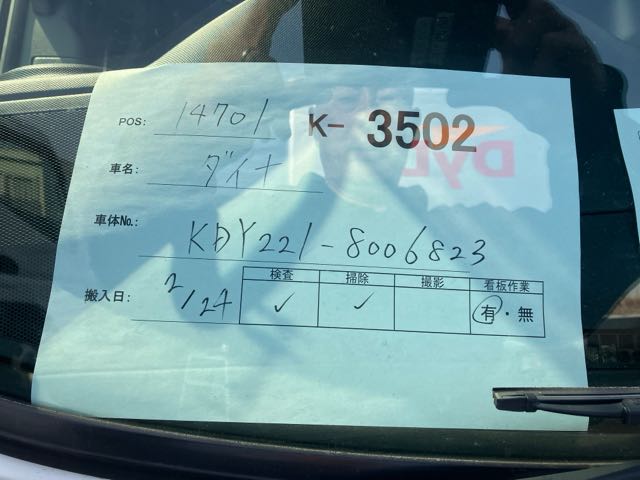 POS: 14701 K- 3502
車名: ダイナ
車体No.: KDY221-8006823
搬入日: 2/24
検査 掃除 撮影 看板作業
✓ ✓ 有・無